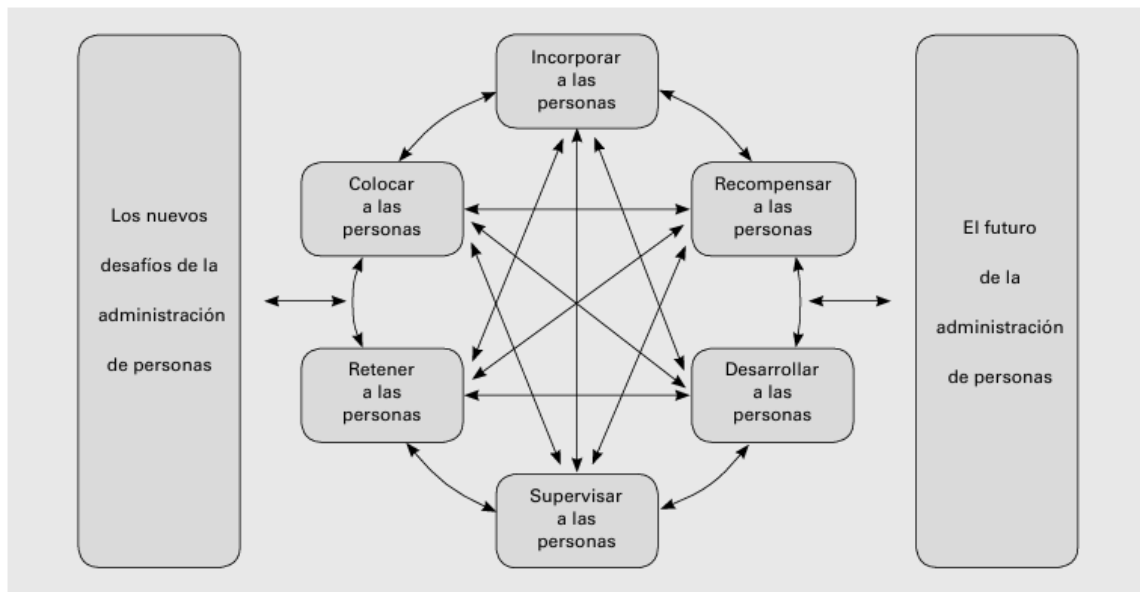 Los nuevos
desafíos de la
administración
de personas
Incorporar
a las
personas
Colocar
a las
personas
Recompensar
a las
personas
Retener
a las
personas
Desarrollar
a las
personas
Supervisar
a las
personas
El futuro
de la
administración
de personas